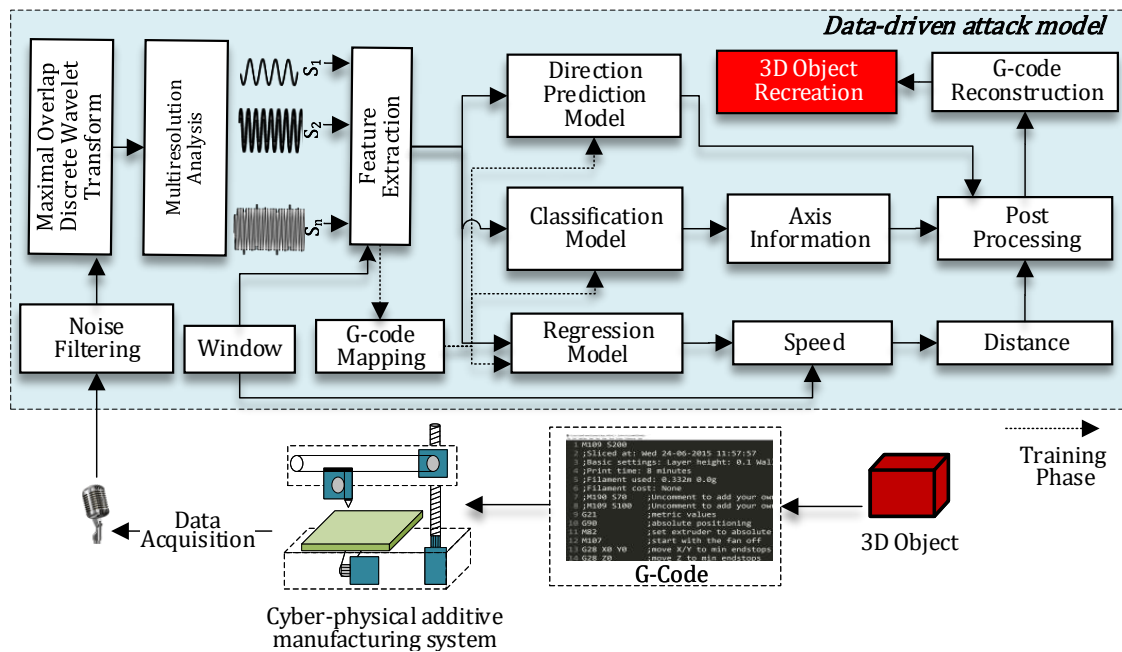 Data-driven attack model
Maximal Overlap
Discrete Wavelet
Transform
Multiresolution
Analysis
S1
S2
Sn
Feature
Extraction
Direction
Prediction
Model
3D Object
Recreation
G-code
Reconstruction
Classification
Model
Axis
Information
Post
Processing
Noise
Filtering
Window
G-code
Mapping
Regression
Model
Speed
Distance
Training
Phase
Data
Acquisition
Cyber-physical additive
manufacturing system
1 M109 S200
2 ;Sliced at: Wed 24-06-2015 11:57:57
3 ;Basic settings: Layer height: 0.1 Wal
4 ;Print time: 8 minutes
5 ;Filament used: 0.332m 0.0g
6 ;Filament cost: None
7 ;M190 S70 ;Uncomment to add your own
8 ;M109 S100 ;Uncomment to add your own
9 G21 ;metric values
10 G90 ;absolute positioning
11 M82 ;set extruder to absolute
12 M107 ;start with the fan off
13 G28 X0 Y0 ;move X/Y to min endstops
14 G28 Z0 ;move Z to min endstops
G-Code
3D Object